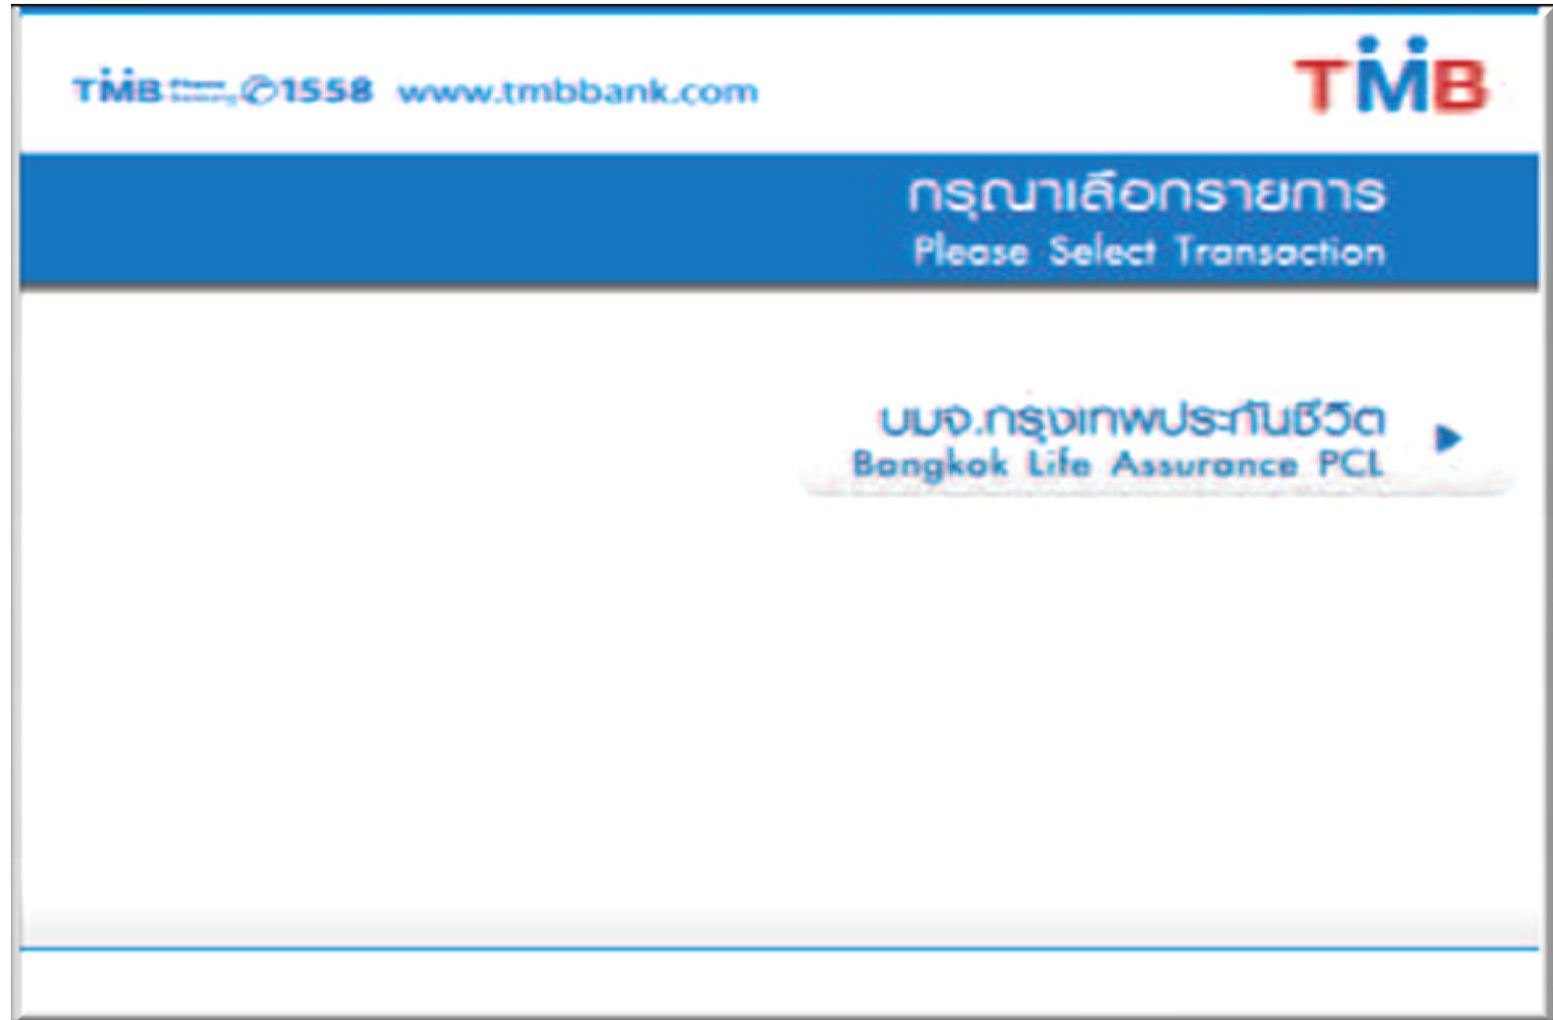 TMB ✆1558 www.tmbbank.com
TMB
กรุณาเลือกรายการ
Please Select Transaction
บมจ.กรุงเทพประกันชีวิต
Bangkok Life Assurance PCL